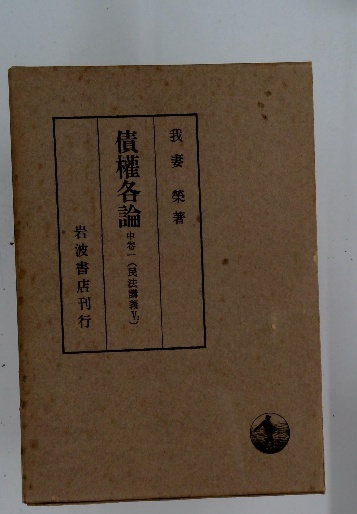 我妻榮著
債權各論 中卷一(民法講義V₂)
岩波書店刊行